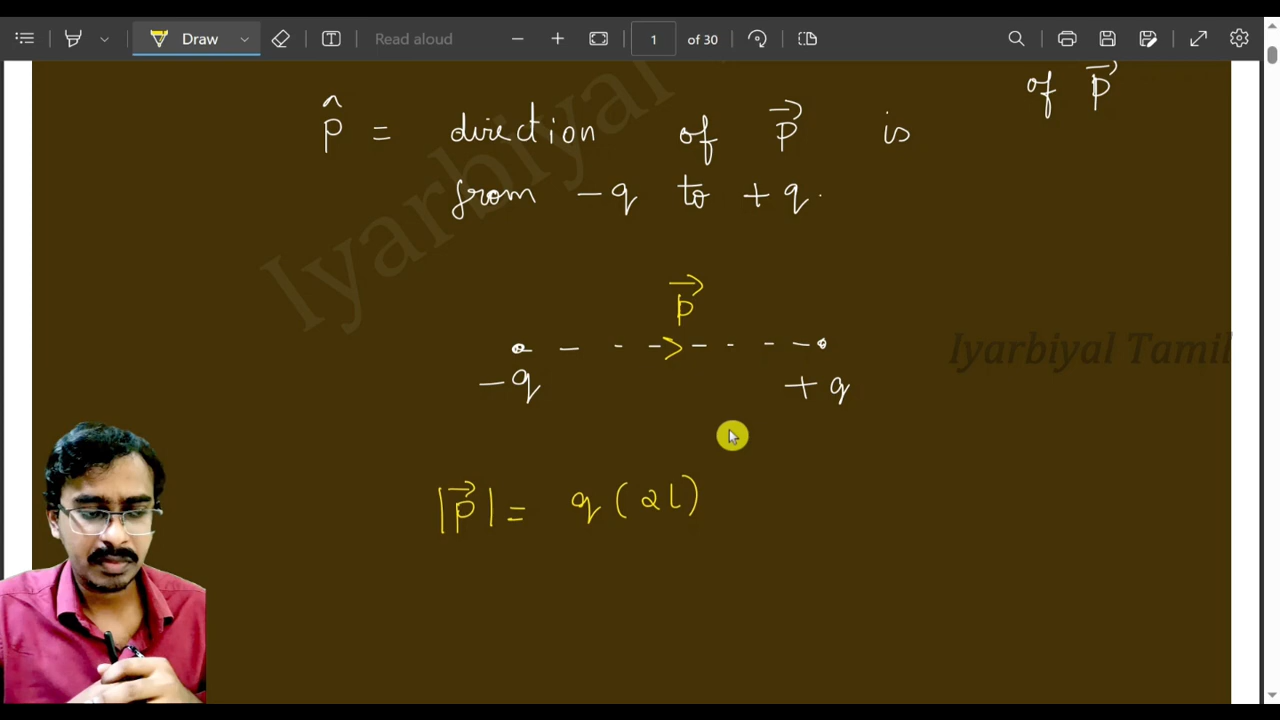 Draw
Read aloud
1 of 30
of p⃗
p̂ = direction of p⃗ is
from -q to +q.
p⃗
-q +q
|p⃗| = q(2l)
Iyarbiyal
Iyarbiyal Tamil